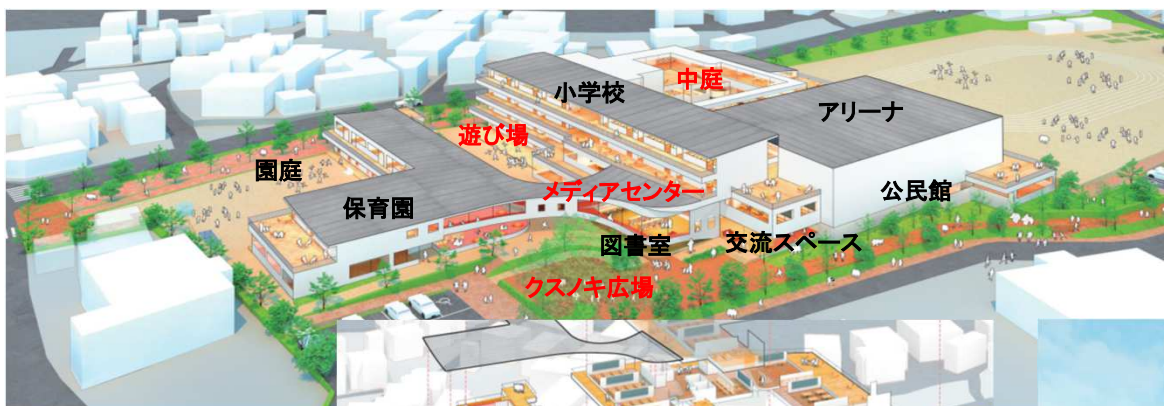 中庭
小学校
アリーナ
遊び場
園庭
メディアセンター
公民館
保育園
図書室
交流スペース
クスノキ広場